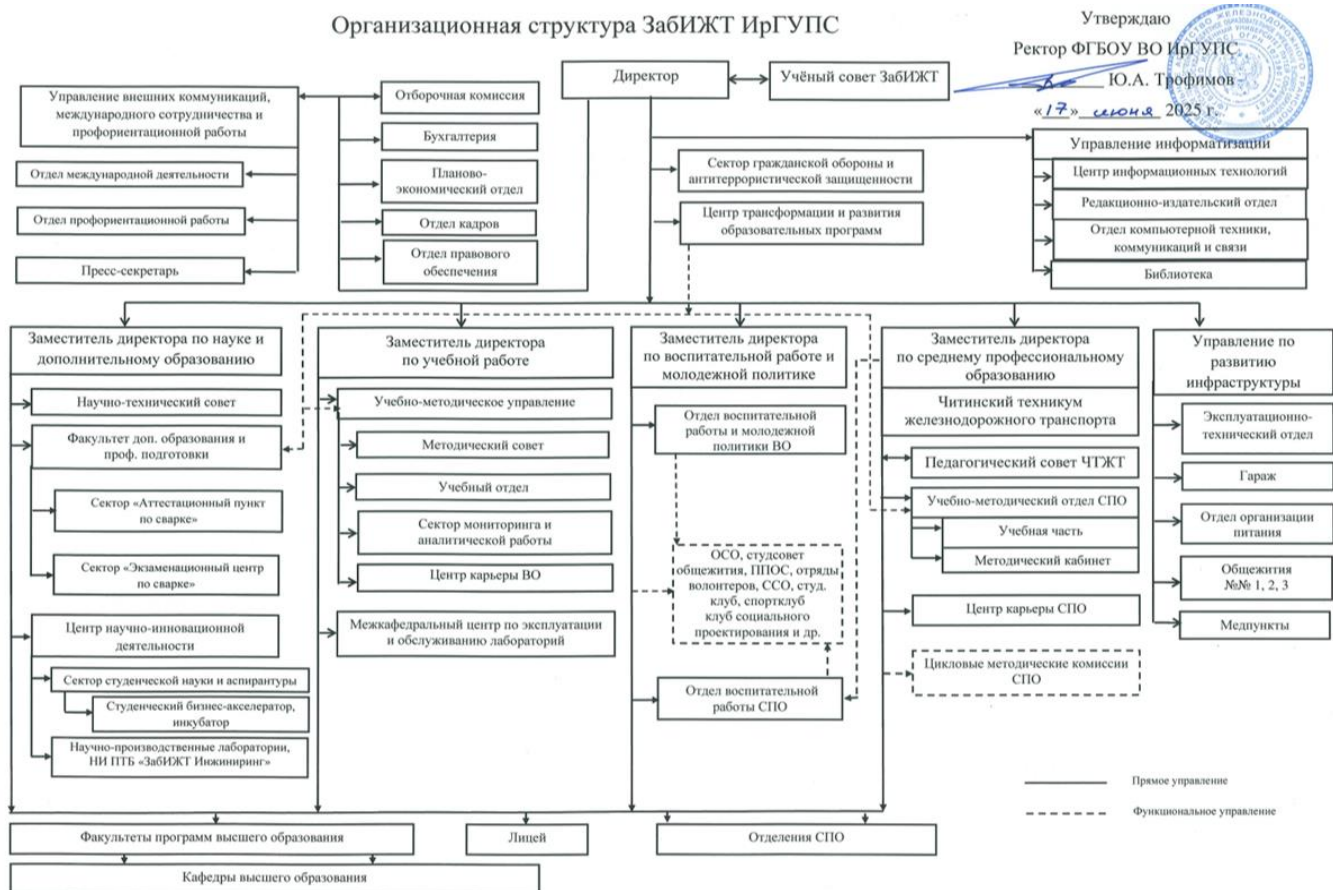 Организационная структура ЗабИЖТ ИрГУПС
Утверждаю
Ректор ФГБОУ ВО ИрГУПС
Ю.А. Трофимов
«17» июня 2025 г.
Директор
Учёный совет ЗабИЖТ
Управление внешних коммуникаций,
международного сотрудничества и
профориентационной работы
Отдел международной деятельности
Отдел профориентационной работы
Пресс-секретарь
Отборочная комиссия
Бухгалтерия
Планово-
экономический отдел
Отдел кадров
Отдел правового
обеспечения
Сектор гражданской обороны и
антитеррористической защищенности
Центр трансформации и развития
образовательных программ
Управление информатизации
Центр информационных технологий
Редакционно-издательский отдел
Отдел компьютерной техники,
коммуникаций и связи
Библиотека
Заместитель директора по науке и
дополнительному образованию
Научно-технический совет
Факультет доп. образования и
проф. подготовки
Сектор «Аттестационный пункт
по сварке»
Сектор «Экзаменационный центр
по сварке»
Центр научно-инновационной
деятельности
Сектор студенческой науки и аспирантуры
Студенческий бизнес-акселератор,
инкубатор
Научно-производственные лаборатории,
НИ ПТБ «ЗабИЖТ Инжиниринг»
Заместитель директора
по учебной работе
Учебно-методическое управление
Методический совет
Учебный отдел
Сектор мониторинга и
аналитической работы
Центр карьеры ВО
Межкафедральный центр по эксплуатации
и обслуживанию лабораторий
Заместитель директора
по воспитательной работе и
молодежной политике
Отдел воспитательной
работы и молодежной
политики ВО
ОСО, студсовет
общежития, ППОС, отряды
волонтеров, ССО, студ.
клуб, спортклуб
клуб социального
проектирования и др.
Отдел воспитательной
работы СПО
Заместитель директора
по среднему профессиональному
образованию
Читинский техникум
железнодорожного транспорта
Педагогический совет ЧТЖТ
Учебно-методический отдел СПО
Учебная часть
Методический кабинет
Центр карьеры СПО
Цикловые методические комиссии
СПО
Управление по
развитию
инфраструктуры
Эксплуатационно-
технический отдел
Гараж
Отдел организации
питания
Общежития
№№ 1, 2, 3
Медпункты
Прямое управление
Функциональное управление
Факультеты программ высшего образования
Лицей
Отделения СПО
Кафедры высшего образования